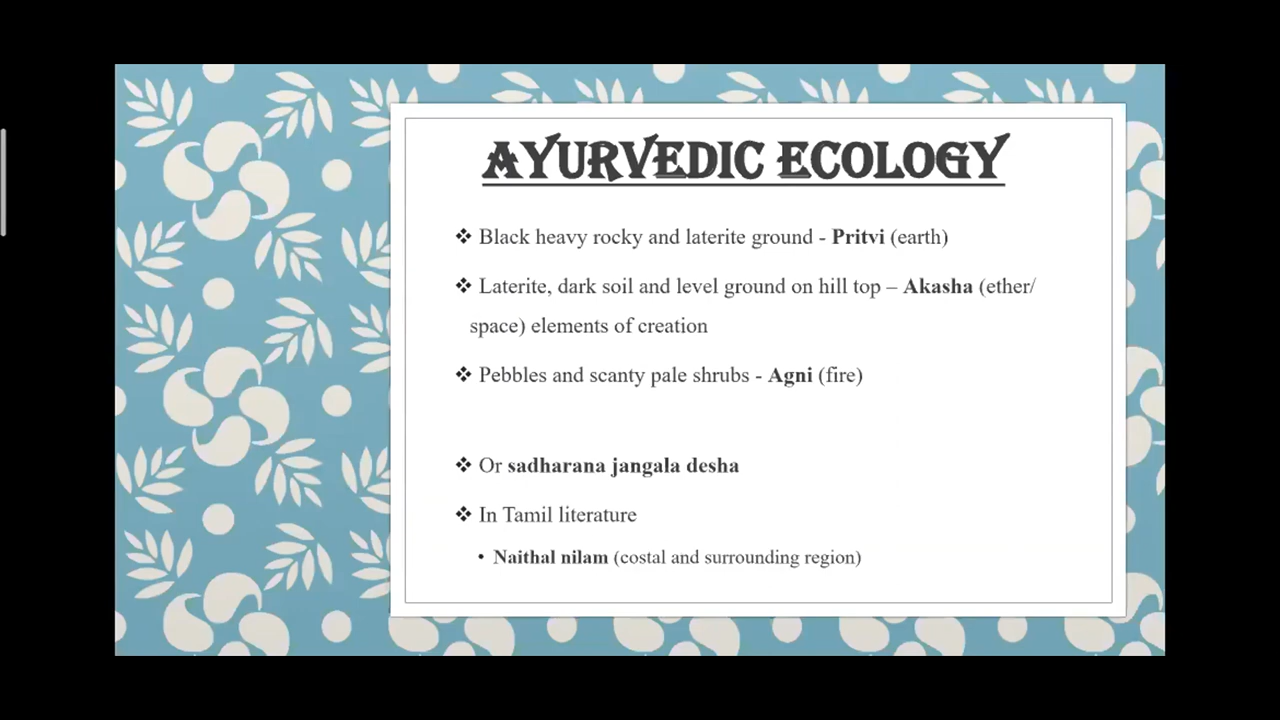 AYURVEDIC ECOLOGY
❖ Black heavy rocky and laterite ground - Pritvi (earth)
❖ Laterite, dark soil and level ground on hill top – Akasha (ether/
space) elements of creation
❖ Pebbles and scanty pale shrubs - Agni (fire)
❖ Or sadharana jangala desha
❖ In Tamil literature
• Naithal nilam (costal and surrounding region)